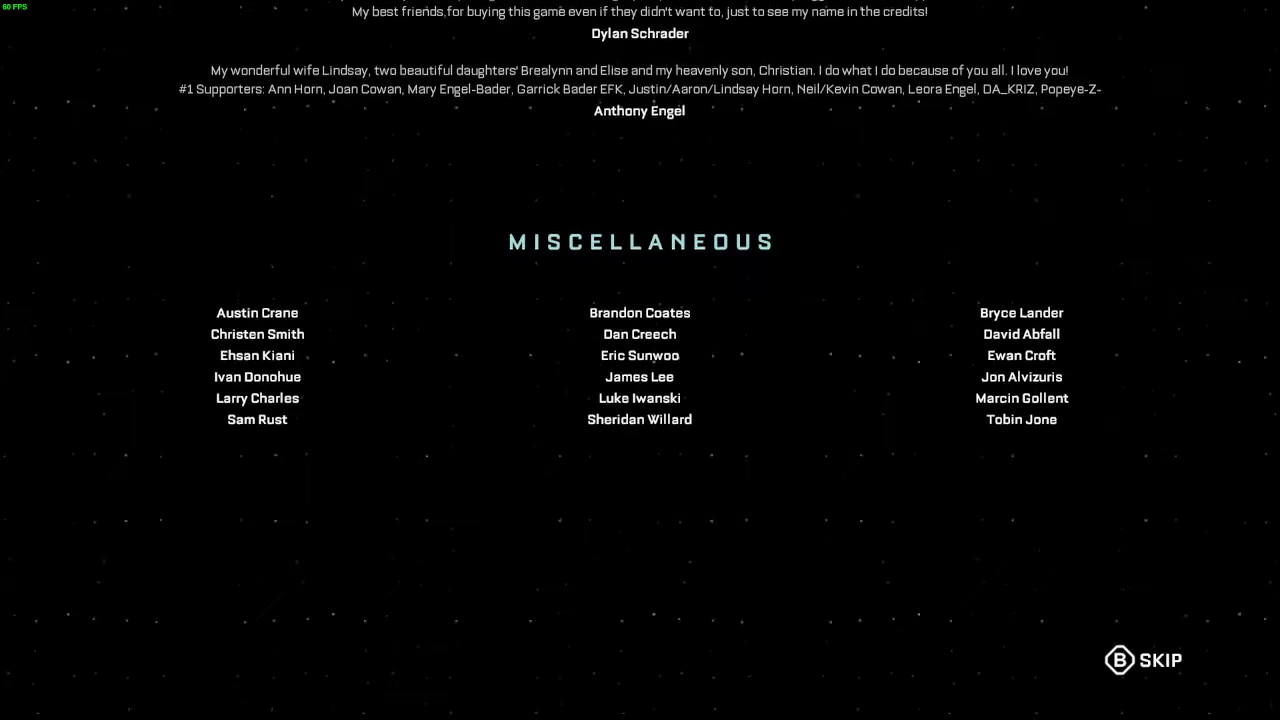 60 FPS
My best friends,for buying this game even if they didn't want to, just to see my name in the credits!
Dylan Schrader
My wonderful wife Lindsay, two beautiful daughters' Brealynn and Elise and my heavenly son, Christian. I do what I do because of you all. I love you!
#1 Supporters: Ann Horn, Joan Cowan, Mary Engel-Bader, Garrick Bader EFK, Justin/Aaron/Lindsay Horn, Neil/Kevin Cowan, Leora Engel, DA_KRIZ, Popeye-Z-
Anthony Engel
MISCELLANEOUS
Austin Crane Brandon Coates Bryce Lander
Christen Smith Dan Creech David Abfall
Ehsan Kiani Eric Sunwoo Ewan Croft
Ivan Donohue James Lee Jon Alvizuris
Larry Charles Luke Iwanski Marcin Gollent
Sam Rust Sheridan Willard Tobin Jone
B SKIP